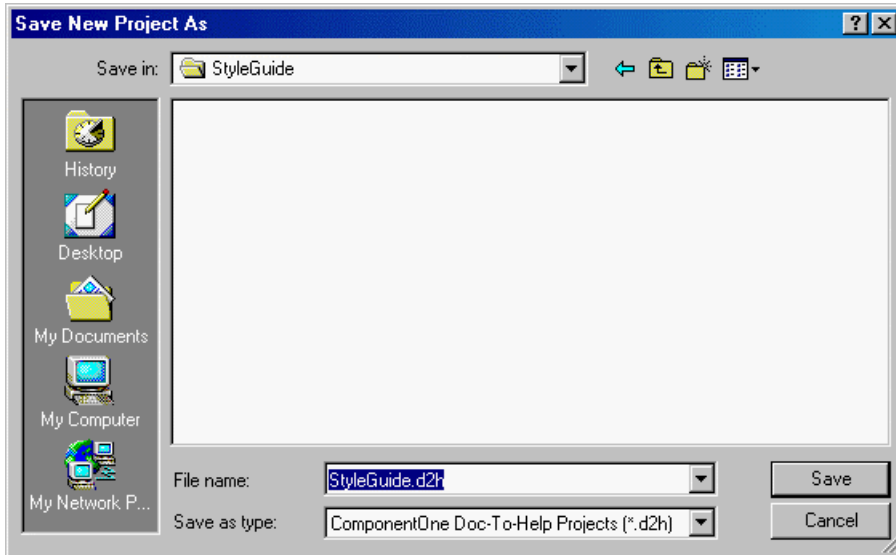 Save New Project As
Save in: StyleGuide
History
Desktop
My Documents
My Computer
My Network P...
File name: StyleGuide.d2h Save
Save as type: ComponentOne Doc-To-Help Projects (*.d2h) Cancel